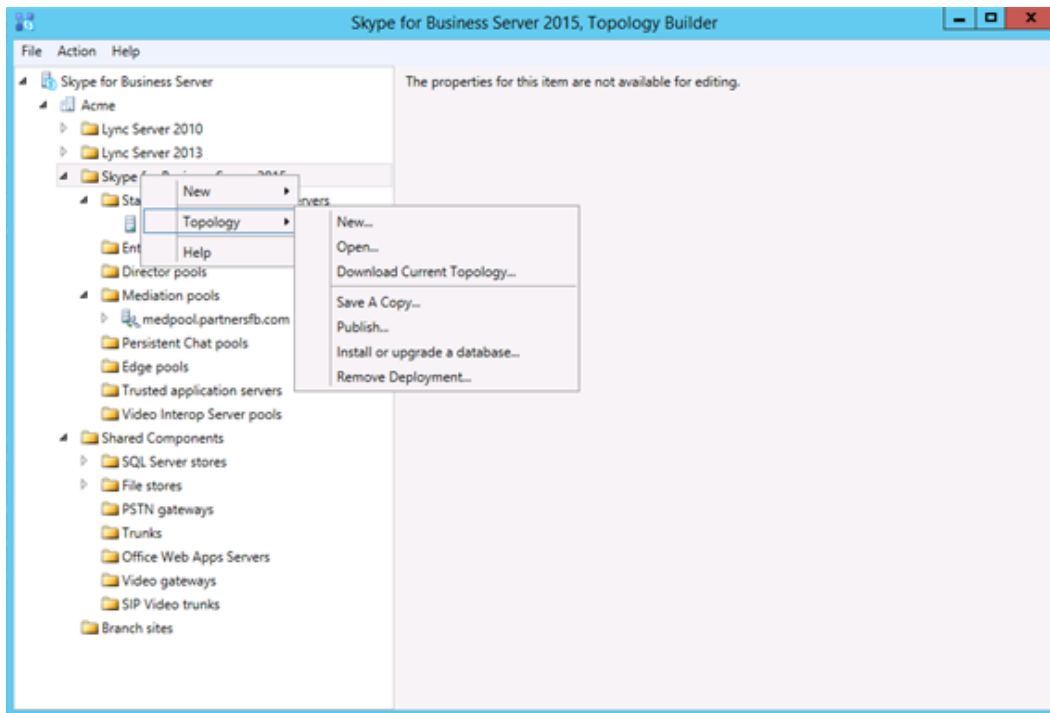 Skype for Business Server 2015, Topology Builder
File Action Help
Skype for Business Server
The properties for this item are not available for editing.
Acme
Lync Server 2010
Lync Server 2013
Skype
New
Topology
Help
New...
Open...
Download Current Topology...
Save A Copy...
Publish...
Install or upgrade a database...
Remove Deployment...
Director pools
Mediation pools
medpool.partnersfb.com
Persistent Chat pools
Edge pools
Trusted application servers
Video Interop Server pools
Shared Components
SQL Server stores
File stores
PSTN gateways
Trunks
Office Web Apps Servers
Video gateways
SIP Video trunks
Branch sites